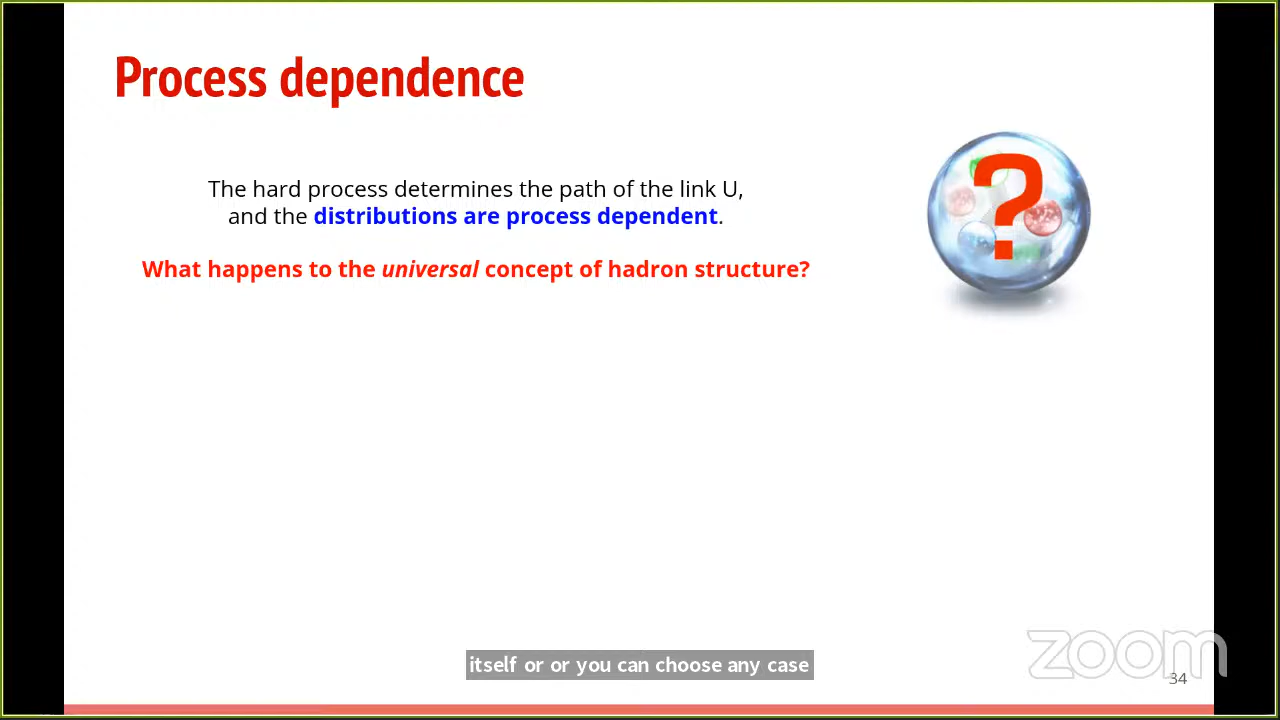 Process dependence
The hard process determines the path of the link U,
and the distributions are process dependent.
What happens to the universal concept of hadron structure?
?
itself or or you can choose any case
zoom
34